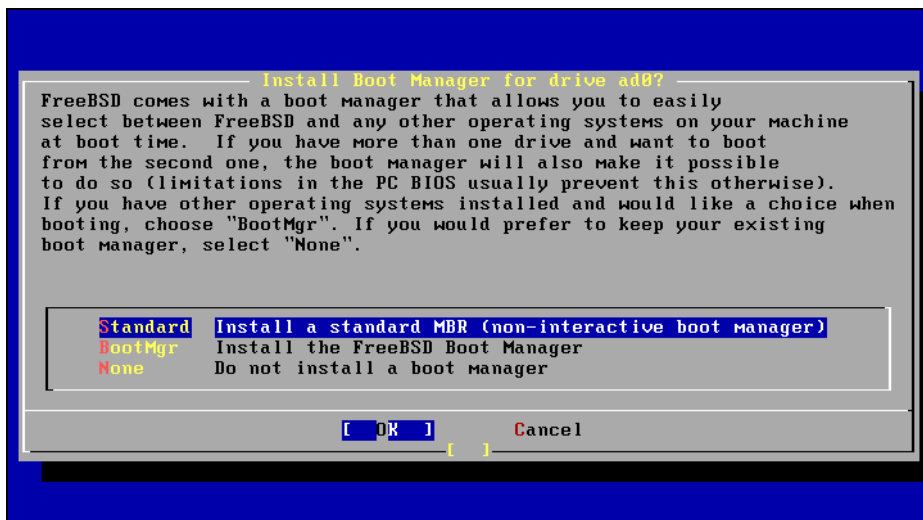 Install Boot Manager for drive ad0?
FreeBSD comes with a boot manager that allows you to easily
select between FreeBSD and any other operating systems on your machine
at boot time.  If you have more than one drive and want to boot
from the second one, the boot manager will also make it possible
to do so (limitations in the PC BIOS usually prevent this otherwise).
If you have other operating systems installed and would like a choice when
booting, choose "BootMgr". If you would prefer to keep your existing
boot manager, select "None".
Standard  Install a standard MBR (non-interactive boot manager)
BootMgr   Install the FreeBSD Boot Manager
None      Do not install a boot manager
[  OK  ]       Cancel
[  ]